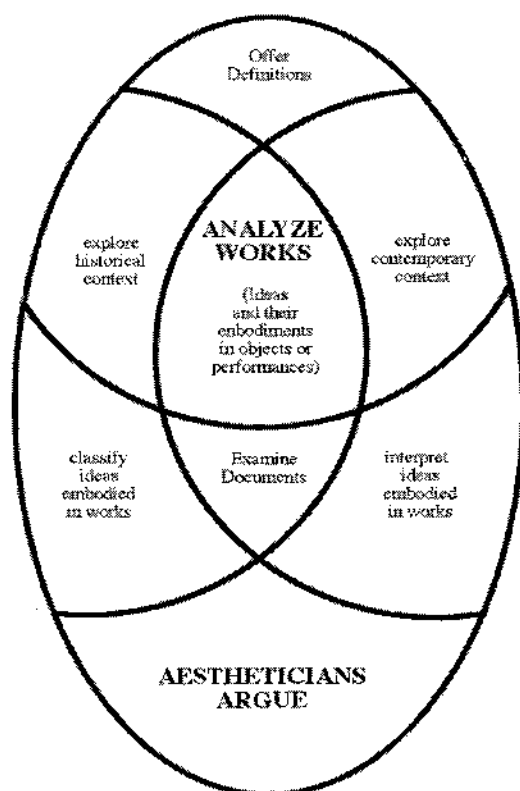 Offer
Definitions
explore
historical
context
ANALYZE
WORKS
(Ideas
and their
enbodiments
in objects or
performances)
explore
contemporary
context
classify
ideas
embodied
in works
Examine
Documents
interpret
ideas
embodied
in works
AESTHETICIANS
ARGUE